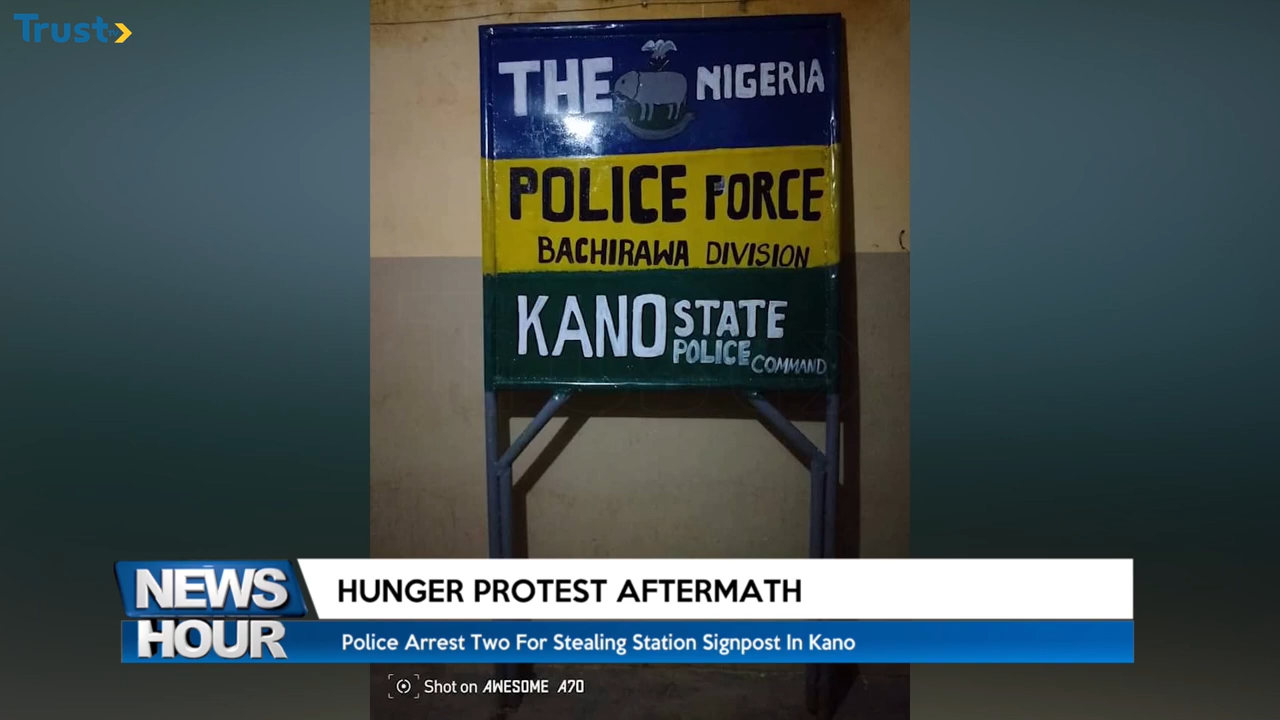 Trust
THE NIGERIA
POLICE FORCE
BACHIRAWA DIVISION
KANO STATE
POLICE COMMAND
NEWS
HOUR
HUNGER PROTEST AFTERMATH
Police Arrest Two For Stealing Station Signpost In Kano
Shot on AWESOME A70